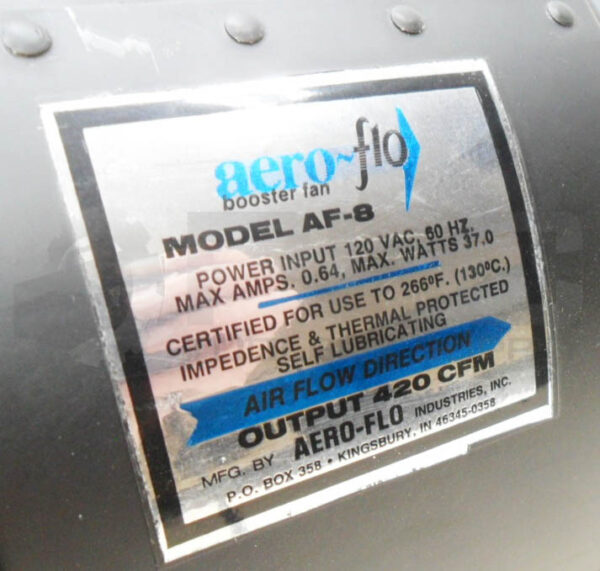 aero~flo
booster fan
MODEL AF-8
POWER INPUT 120 VAC, 60 HZ.
MAX AMPS. 0.64, MAX. WATTS 37.0
CERTIFIED FOR USE TO 266ºF. (130ºC.)
IMPEDENCE & THERMAL PROTECTED
SELF LUBRICATING
AIR FLOW DIRECTION
OUTPUT 420 CFM
MFG. BY AERO-FLO INDUSTRIES, INC.
P.O. BOX 358 • KINGSBURY, IN 46345-0358